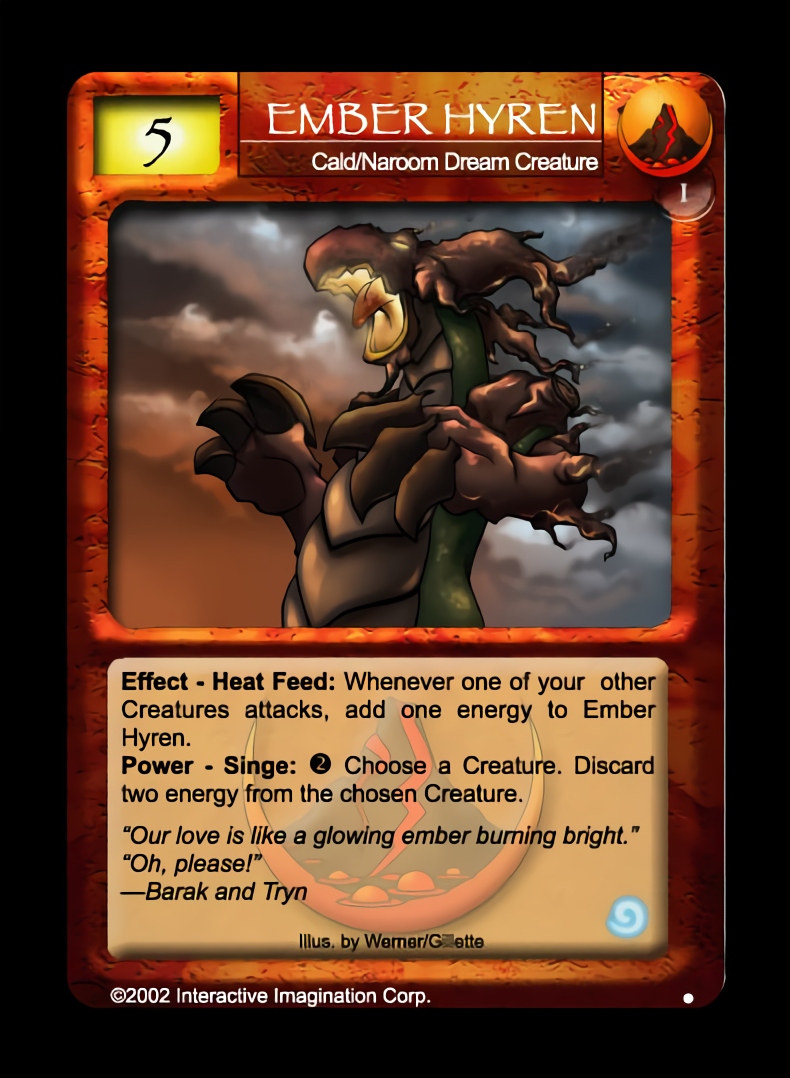 5
EMBER HYREN
Cald/Naroom Dream Creature
I
Effect - Heat Feed: Whenever one of your other
Creatures attacks, add one energy to Ember
Hyren.
Power - Singe: ❷ Choose a Creature. Discard
two energy from the chosen Creature.
"Our love is like a glowing ember burning bright."
"Oh, please!"
—Barak and Tryn
Illus. by
©2002 Interactive Imagination Corp.